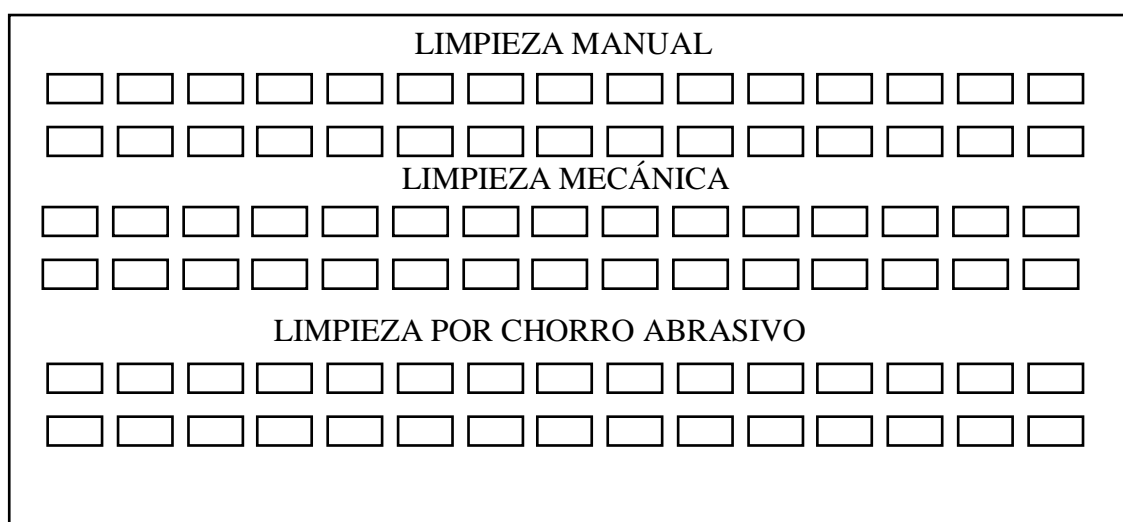 LIMPIEZA MANUAL
LIMPIEZA MECÁNICA
LIMPIEZA POR CHORRO ABRASIVO